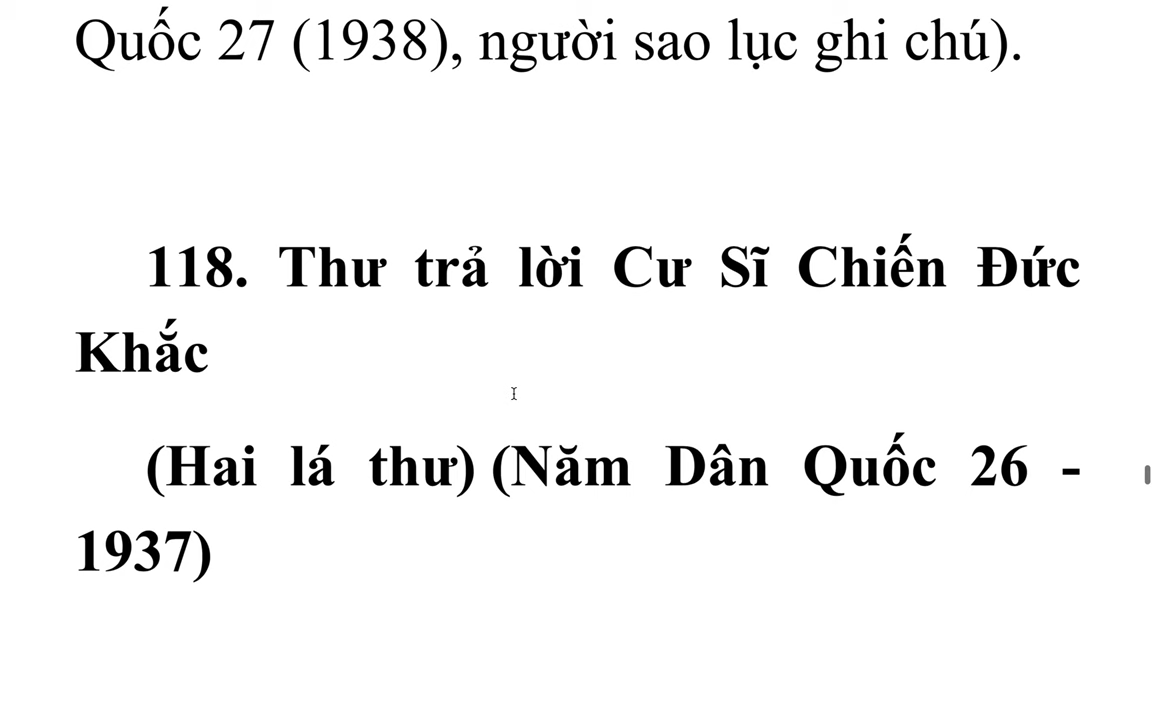 Quốc 27 (1938), người sao lục ghi chú).
118. Thư trả lời Cư Sĩ Chiến Đức
Khắc
(Hai lá thư) (Năm Dân Quốc 26 -
1937)